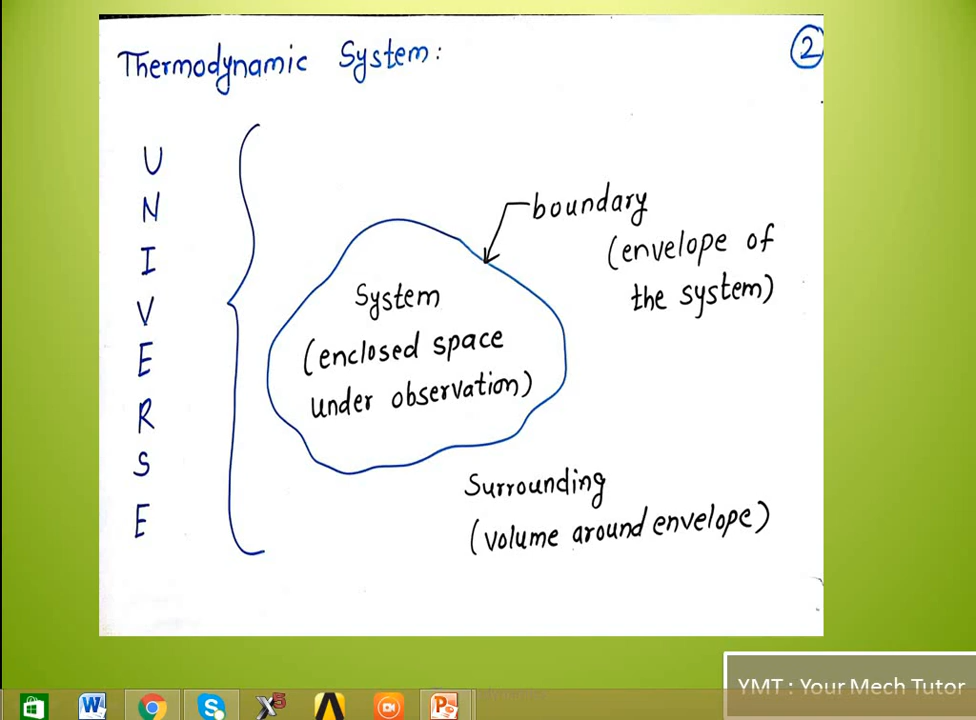 Thermodynamic System:
2
U
N
I
V
E
R
S
E
boundary
(envelope of
the system)
System
(enclosed space
under observation)
Surrounding
(volume around envelope)
YMT : Your Mech Tutor